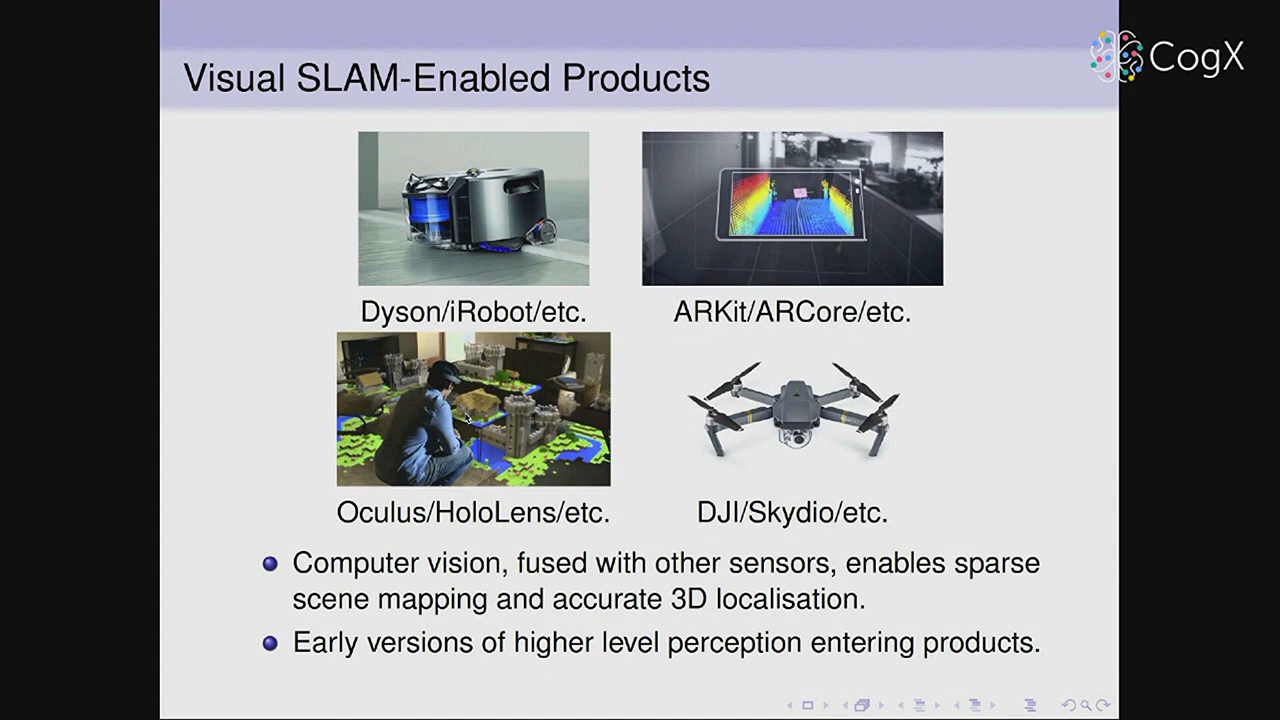 Visual SLAM-Enabled Products
CogX
Dyson/iRobot/etc.
ARKit/ARCore/etc.
Oculus/HoloLens/etc.
DJI/Skydio/etc.
Computer vision, fused with other sensors, enables sparse
scene mapping and accurate 3D localisation.
Early versions of higher level perception entering products.